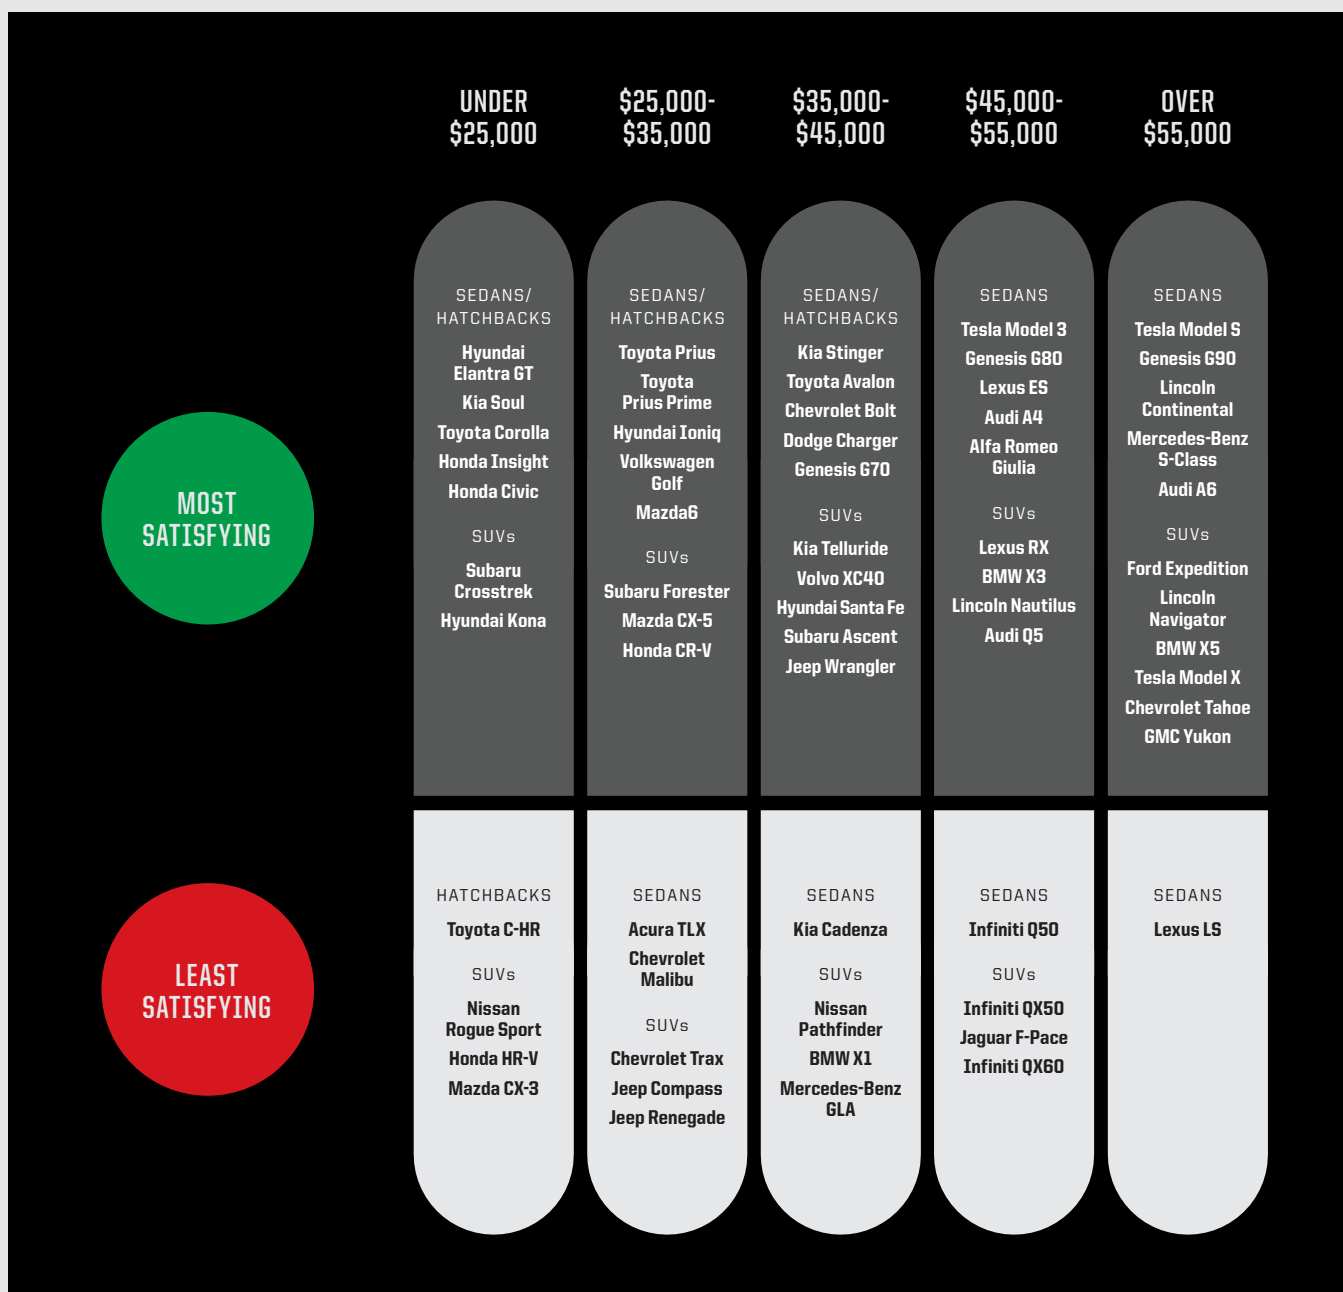 UNDER
$25,000
$25,000-
$35,000
$35,000-
$45,000
$45,000-
$55,000
OVER
$55,000
MOST
SATISFYING
SEDANS/
HATCHBACKS
Hyundai
Elantra GT
Kia Soul
Toyota Corolla
Honda Insight
Honda Civic
SUVs
Subaru
Crosstrek
Hyundai Kona
SEDANS/
HATCHBACKS
Toyota Prius
Toyota
Prius Prime
Hyundai Ioniq
Volkswagen
Golf
Mazda6
SUVs
Subaru Forester
Mazda CX-5
Honda CR-V
SEDANS/
HATCHBACKS
Kia Stinger
Toyota Avalon
Chevrolet Bolt
Dodge Charger
Genesis G70
SUVs
Kia Telluride
Volvo XC40
Hyundai Santa Fe
Subaru Ascent
Jeep Wrangler
SEDANS
Tesla Model 3
Genesis G80
Lexus ES
Audi A4
Alfa Romeo
Giulia
SUVs
Lexus RX
BMW X3
Lincoln Nautilus
Audi Q5
SEDANS
Tesla Model S
Genesis G90
Lincoln
Continental
Mercedes-Benz
S-Class
Audi A6
SUVs
Ford Expedition
Lincoln
Navigator
BMW X5
Tesla Model X
Chevrolet Tahoe
GMC Yukon
LEAST
SATISFYING
HATCHBACKS
Toyota C-HR
SUVs
Nissan
Rogue Sport
Honda HR-V
Mazda CX-3
SEDANS
Acura TLX
Chevrolet
Malibu
SUVs
Chevrolet Trax
Jeep Compass
Jeep Renegade
SEDANS
Kia Cadenza
SUVs
Nissan
Pathfinder
BMW X1
Mercedes-Benz
GLA
SEDANS
Infiniti Q50
SUVs
Infiniti QX50
Jaguar F-Pace
Infiniti QX60
SEDANS
Lexus LS